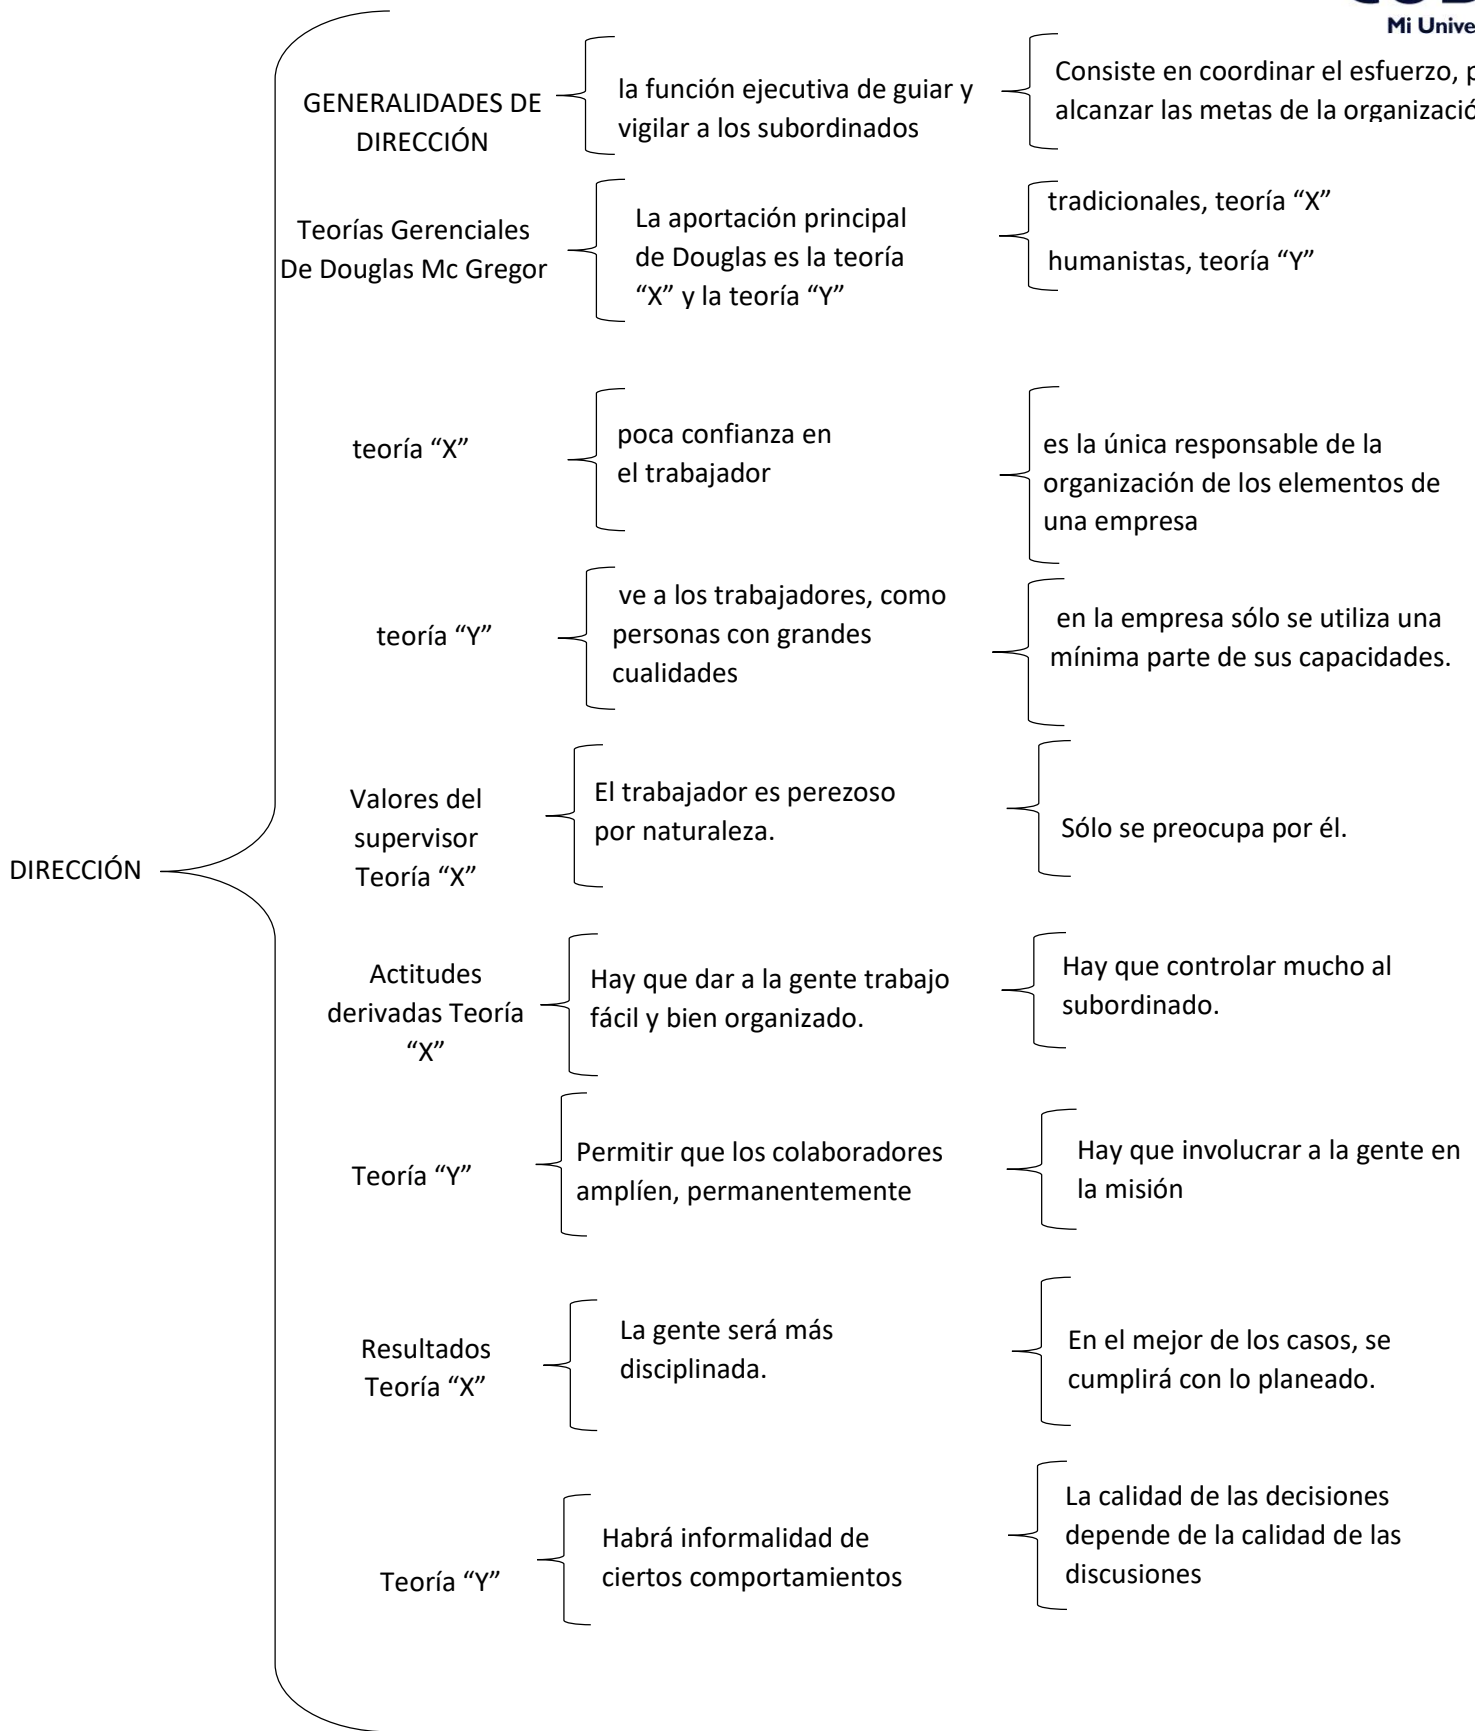 Mi Unive
GENERALIDADES DE
DIRECCIÓN
la función ejecutiva de guiar y
vigilar a los subordinados
Consiste en coordinar el esfuerzo, p
alcanzar las metas de la organizació
Teorías Gerenciales
De Douglas Mc Gregor
La aportación principal
de Douglas es la teoría
“X” y la teoría “Y”
tradicionales, teoría “X”
humanistas, teoría “Y”
teoría “X”
poca confianza en
el trabajador
es la única responsable de la
organización de los elementos de
una empresa
teoría “Y”
ve a los trabajadores, como
personas con grandes
cualidades
en la empresa sólo se utiliza una
mínima parte de sus capacidades.
Valores del
supervisor
Teoría “X”
El trabajador es perezoso
por naturaleza.
Sólo se preocupa por él.
DIRECCIÓN
Actitudes
derivadas Teoría
“X”
Hay que dar a la gente trabajo
fácil y bien organizado.
Hay que controlar mucho al
subordinado.
Teoría “Y”
Permitir que los colaboradores
amplíen, permanentemente
Hay que involucrar a la gente en
la misión
Resultados
Teoría “X”
La gente será más
disciplinada.
En el mejor de los casos, se
cumplirá con lo planeado.
Teoría “Y”
Habrá informalidad de
ciertos comportamientos
La calidad de las decisiones
depende de la calidad de las
discusiones